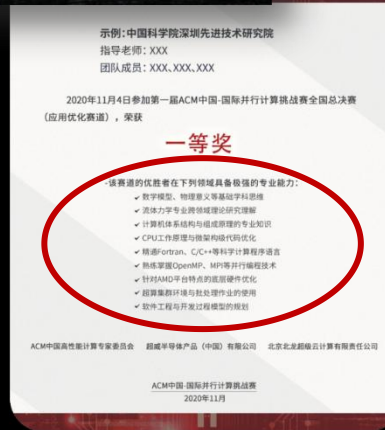 示例:中国科学院深圳先进技术研究院
指导老师: XXX
团队成员: XXX、XXX、XXX
2020年11月4日参加第一届ACM中国-国际并行计算挑战赛全国总决赛
(应用优化赛道),荣获
一等奖
-该赛道的优胜者在下列领域具备极强的专业能力:
✓数学模型、物理意义等基础学科思维
✓流体力学专业跨领域理论研究理解
✓计算机体系结构与组成原理的专业知识
✓CPU工作原理与微架构级代码优化
✓精通Fortran、C/C++等科学计算程序语言
✓熟练掌握OpenMP、MPI等并行编程技术
✓针对AMD平台特点的底层硬件优化
✓超算集群环境与批处理作业的使用
✓软件工程与开发过程模型的规划
ACM中国高性能计算专家委员会 超威半导体产品(中国)有限公司 北京北龙超级云计算有限责任公司
ACM中国-国际并行计算挑战赛
2020年11月